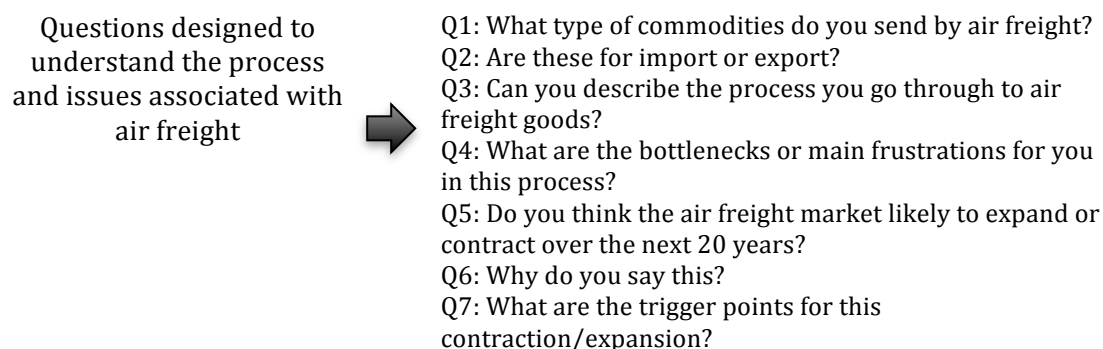 Questions designed to
understand the process
and issues associated with
air freight
Q1: What type of commodities do you send by air freight?
Q2: Are these for import or export?
Q3: Can you describe the process you go through to air
freight goods?
Q4: What are the bottlenecks or main frustrations for you
in this process?
Q5: Do you think the air freight market likely to expand or
contract over the next 20 years?
Q6: Why do you say this?
Q7: What are the trigger points for this
contraction/expansion?